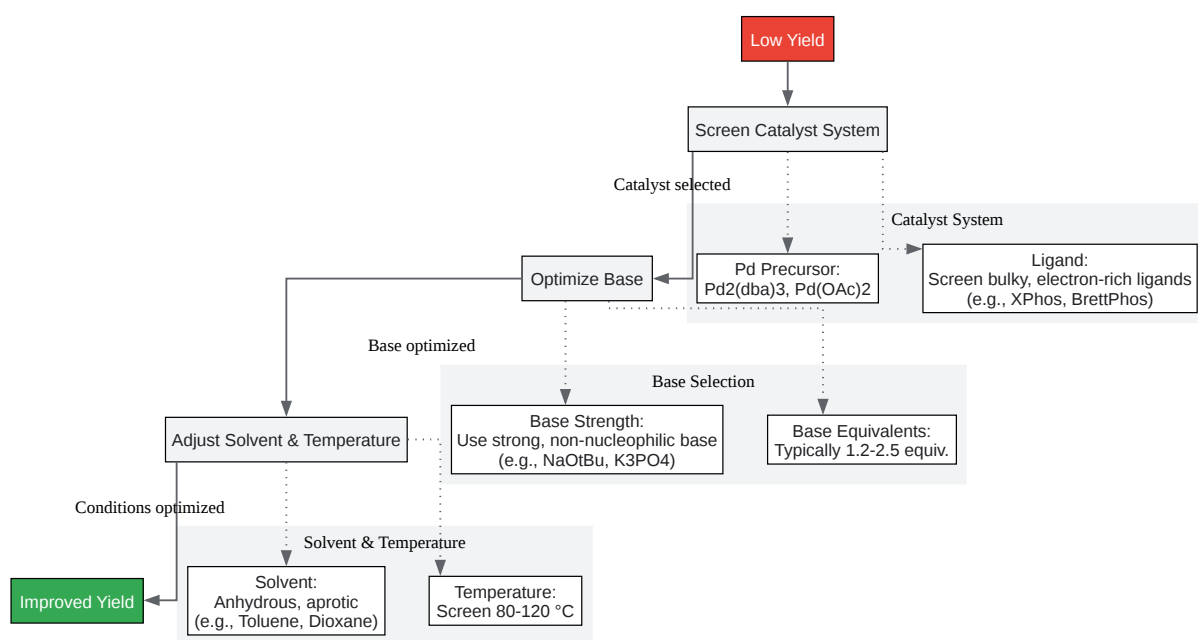 Low Yield
Screen Catalyst System
Catalyst selected
Catalyst System
Pd Precursor:
Pd2(dba)3, Pd(OAc)2
Ligand:
Screen bulky, electron-rich ligands
(e.g., XPhos, BrettPhos)
Optimize Base
Base optimized
Base Selection
Base Strength:
Use strong, non-nucleophilic base
(e.g., NaOtBu, K3PO4)
Base Equivalents:
Typically 1.2-2.5 equiv.
Adjust Solvent & Temperature
Conditions optimized
Solvent & Temperature
Solvent:
Anhydrous, aprotic
(e.g., Toluene, Dioxane)
Temperature:
Screen 80-120 °C
Improved Yield